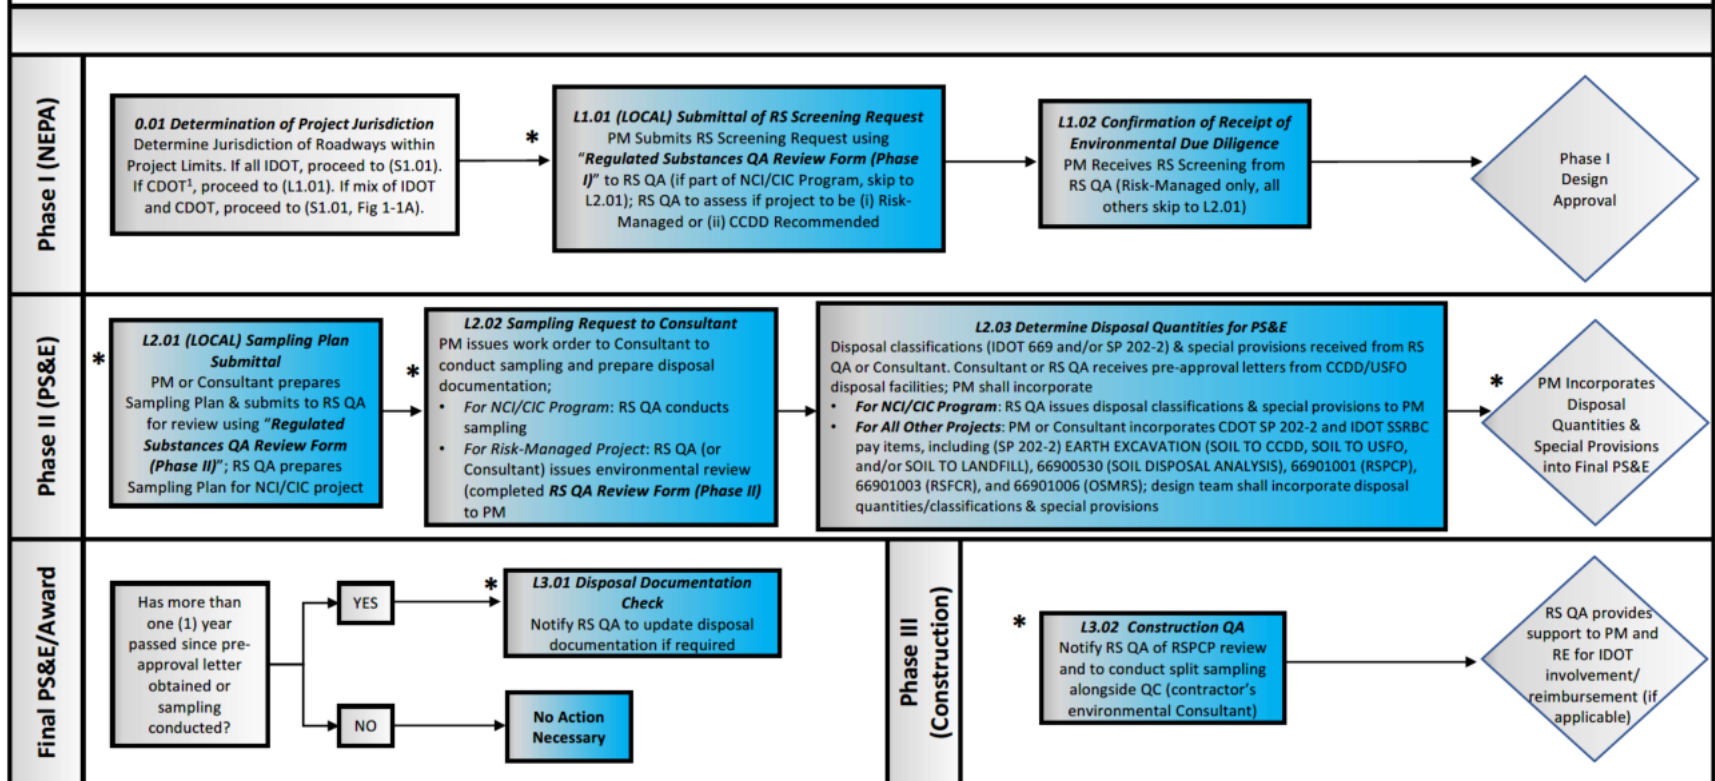 Phase I (NEPA)
0.01 Determination of Project Jurisdiction
Determine Jurisdiction of Roadways within
Project Limits. If all IDOT, proceed to (S1.01).
If CDOT¹, proceed to (L1.01). If mix of IDOT
and CDOT, proceed to (S1.01, Fig 1-1A).
*
L1.01 (LOCAL) Submittal of RS Screening Request
PM Submits RS Screening Request using
“Regulated Substances QA Review Form (Phase
I)” to RS QA (if part of NCI/CIC Program, skip to
L2.01); RS QA to assess if project to be (i) Risk-
Managed or (ii) CCDD Recommended
L1.02 Confirmation of Receipt of
Environmental Due Diligence
PM Receives RS Screening from
RS QA (Risk-Managed only, all
others skip to L2.01)
Phase I
Design
Approval
Phase II (PS&E)
*
L2.01 (LOCAL) Sampling Plan
Submittal
PM or Consultant prepares
Sampling Plan & submits to RS QA
for review using “Regulated
Substances QA Review Form
(Phase II)”; RS QA prepares
Sampling Plan for NCI/CIC project
*
L2.02 Sampling Request to Consultant
PM issues work order to Consultant to
conduct sampling and prepare disposal
documentation;
• For NCI/CIC Program: RS QA conducts
sampling
• For Risk-Managed Project: RS QA (or
Consultant) issues environmental review
(completed RS QA Review Form (Phase II)
to PM
L2.03 Determine Disposal Quantities for PS&E
Disposal classifications (IDOT 669 and/or SP 202-2) & special provisions received from RS
QA or Consultant. Consultant or RS QA receives pre-approval letters from CCDD/USFO
disposal facilities; PM shall incorporate
• For NCI/CIC Program: RS QA issues disposal classifications & special provisions to PM
• For All Other Projects: PM or Consultant incorporates CDOT SP 202-2 and IDOT SSRBC
pay items, including (SP 202-2) EARTH EXCAVATION (SOIL TO CCDD, SOIL TO USFO,
and/or SOIL TO LANDFILL), 66900530 (SOIL DISPOSAL ANALYSIS), 66901001 (RSPCP),
66901003 (RSFCR), and 66901006 (OSMRS); design team shall incorporate disposal
quantities/classifications & special provisions
*
PM Incorporates
Disposal
Quantities &
Special Provisions
into Final PS&E
Final PS&E/Award
Has more than
one (1) year
passed since pre-
approval letter
obtained or
sampling
conducted?
YES
*
L3.01 Disposal Documentation
Check
Notify RS QA to update disposal
documentation if required
NO
No Action
Necessary
Phase III
(Construction)
*
L3.02 Construction QA
Notify RS QA of RSPCP review
and to conduct split sampling
alongside QC (contractor’s
environmental Consultant)
RS QA provides
support to PM and
RE for IDOT
involvement/
reimbursement (if
applicable)